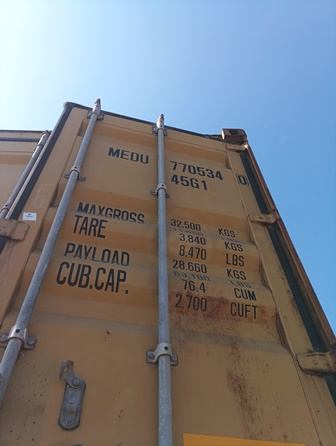 MEDU 770534 0
45G1
MAXGROSS 32.500 KGS
TARE 3.840 KGS
8.470 LBS
PAYLOAD 28.660 KGS
CUB.CAP. 76.4 CUM
2.700 CUFT